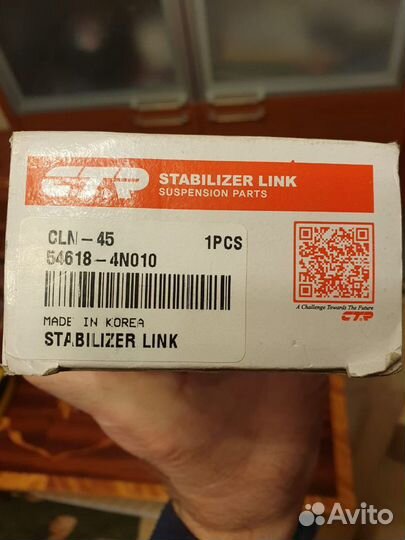 CTR STABILIZER LINK
SUSPENSION PARTS
CLN-45 1PCS
54618-4N010
MADE IN KOREA
STABILIZER LINK
A Challenge Towards The Future
CTR
Avito